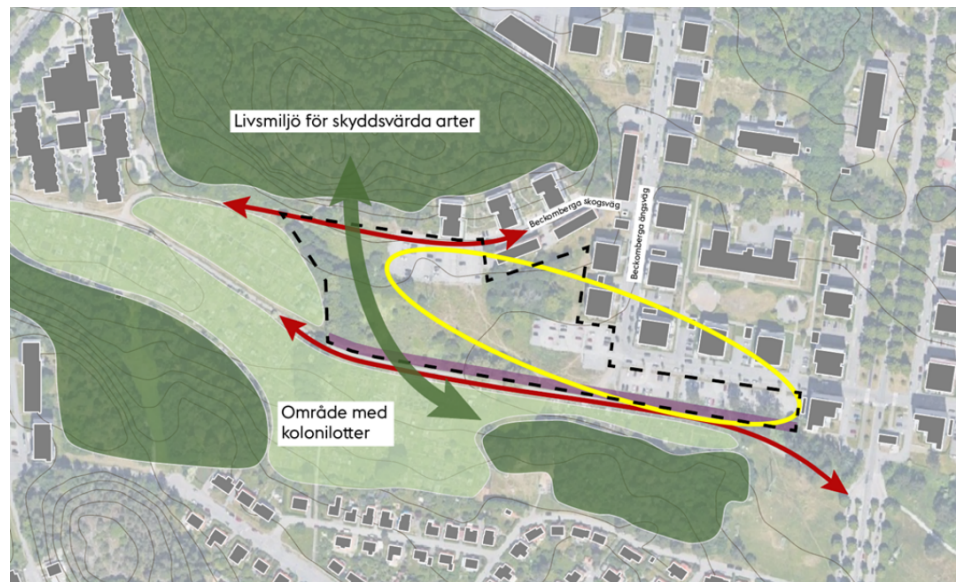 Livsmiljö för skyddsvärda arter
Beckomberga skogsväg
Beckomberga ängsväg
Område med
kolonilotter